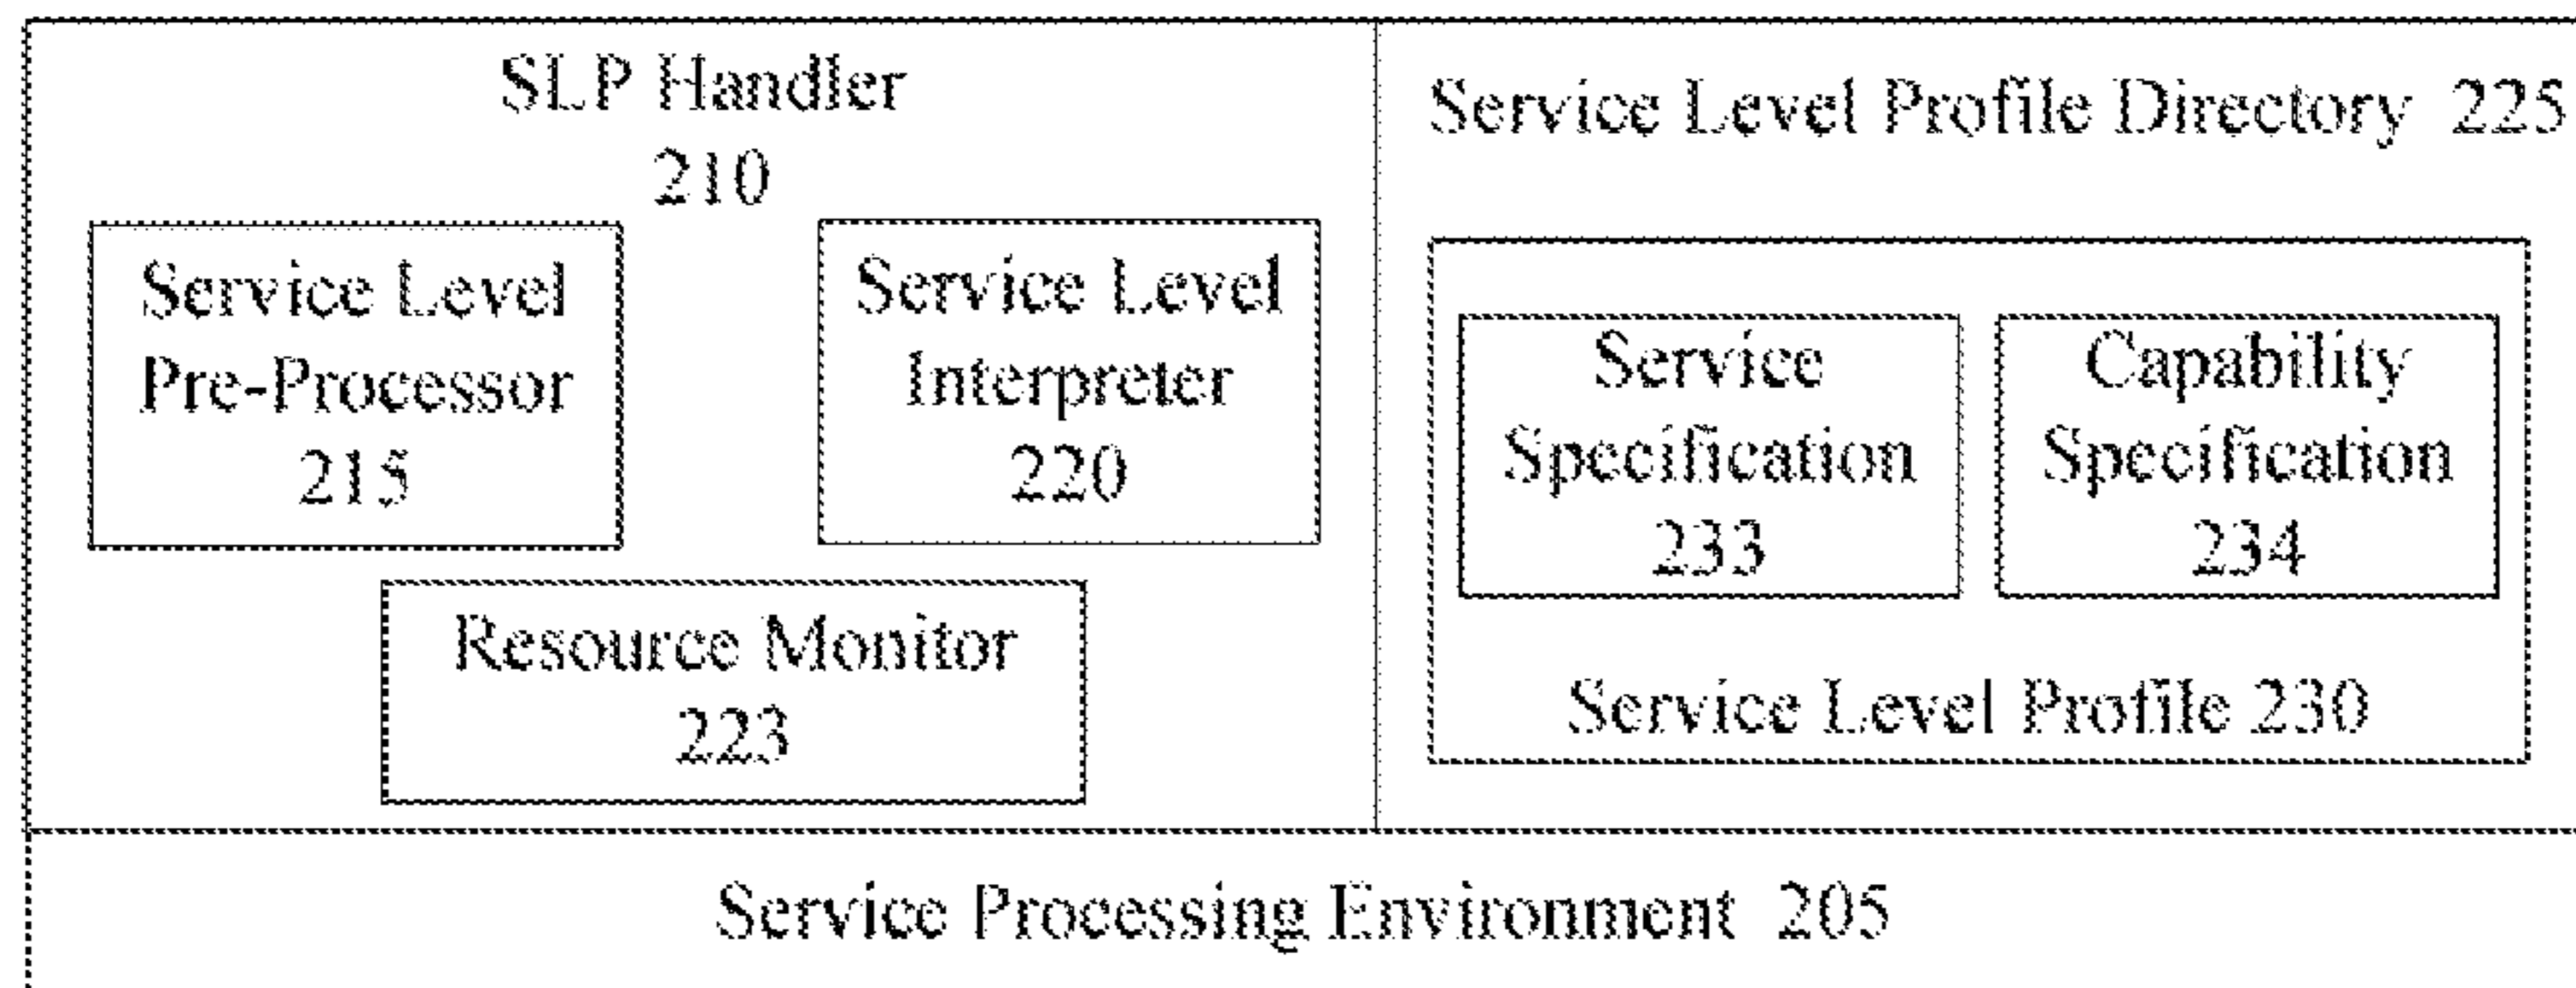 SLP Handler
210
Service Level
Pre-Processor
215
Service Level
Interpreter
220
Resource Monitor
223
Service Level Profile Directory 225
Service
Specification
233
Capability
Specification
234
Service Level Profile 230
Service Processing Environment 205